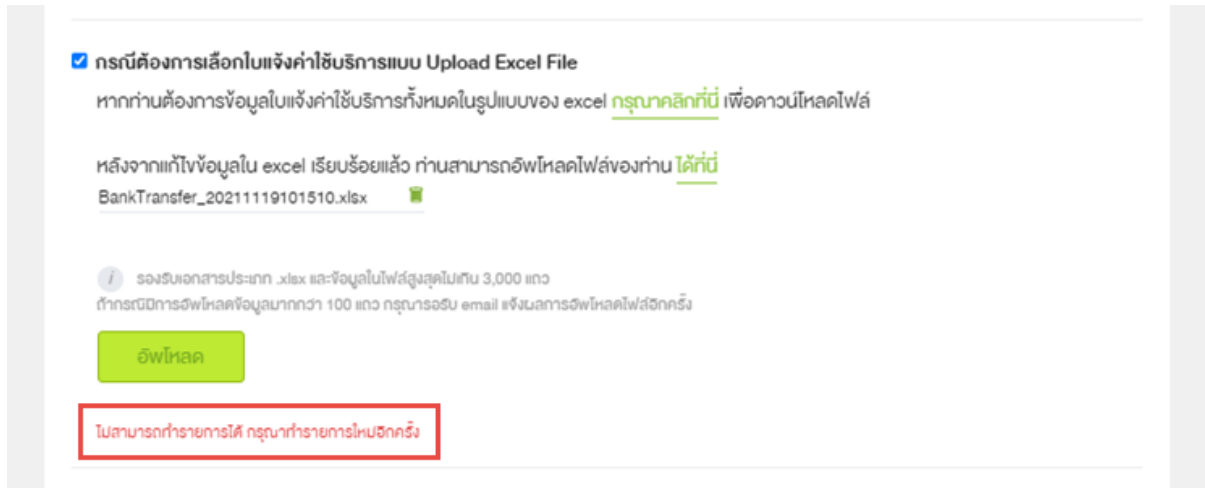 กรณีต้องการเลือกใบแจ้งค่าใช้บริการแบบ Upload Excel File
หากท่านต้องการข้อมูลใบแจ้งค่าใช้บริการทั้งหมดในรูปแบบของ excel กรุณาคลิกที่นี่ เพื่อดาวน์โหลดไฟล์
หลังจากแก้ไขข้อมูลใน excel เรียบร้อยแล้ว ท่านสามารถอัพโหลดไฟล์ของท่าน ได้ที่นี่
BankTransfer_20211119101510.xlsx
i รองรับเอกสารประเภท .xlsx และข้อมูลในไฟล์สูงสุดไม่เกิน 3,000 แถว
ถ้ากรณีมีการอัพโหลดข้อมูลมากกว่า 100 แถว กรุณารอรับ email แจ้งผลการอัพโหลดไฟล์อีกครั้ง
อัพโหลด
ไม่สามารถทำรายการได้ กรุณาทำรายการใหม่อีกครั้ง